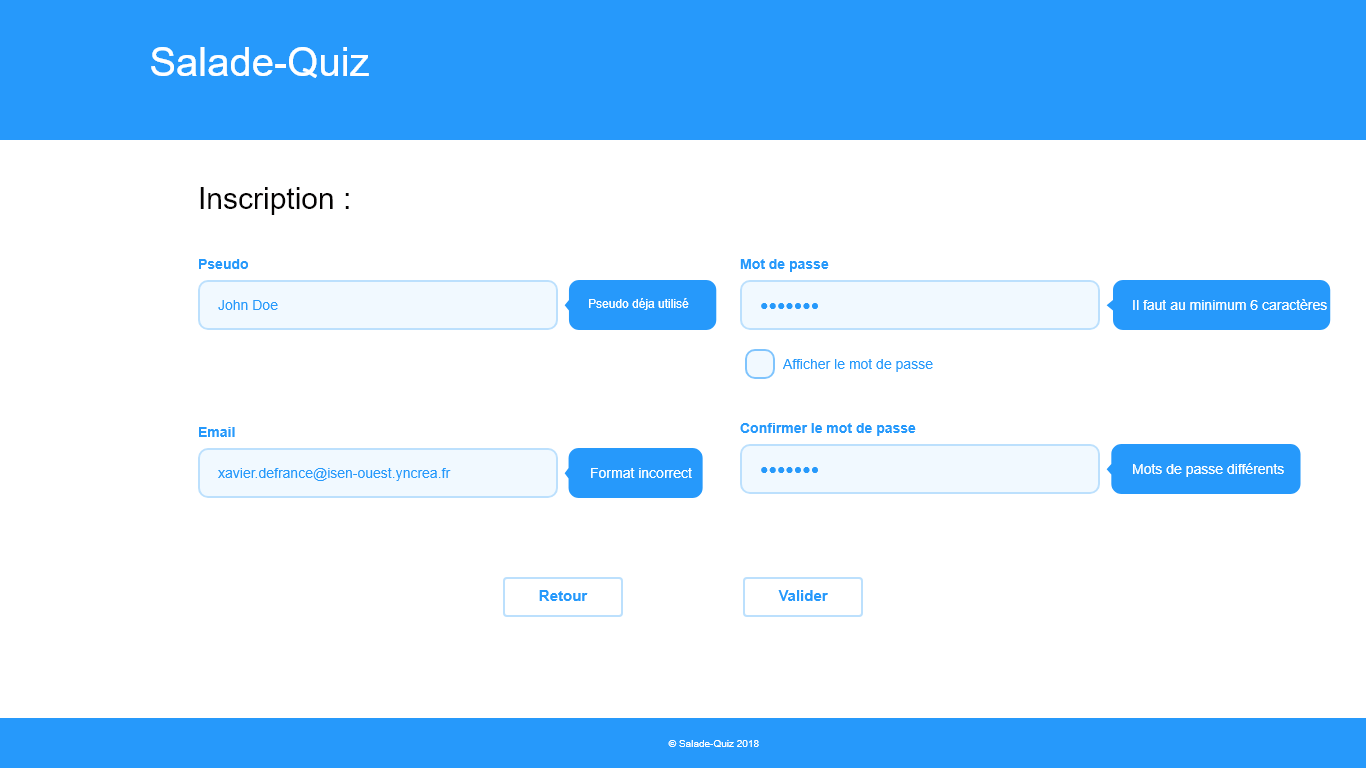 Salade-Quiz
Inscription :
Pseudo
John Doe
Pseudo déja utilisé
Mot de passe
●●●●●●●
Il faut au minimum 6 caractères
Afficher le mot de passe
Email
xavier.defrance@isen-ouest.yncrea.fr
Format incorrect
Confirmer le mot de passe
●●●●●●●
Mots de passe différents
Retour
Valider
© Salade-Quiz 2018